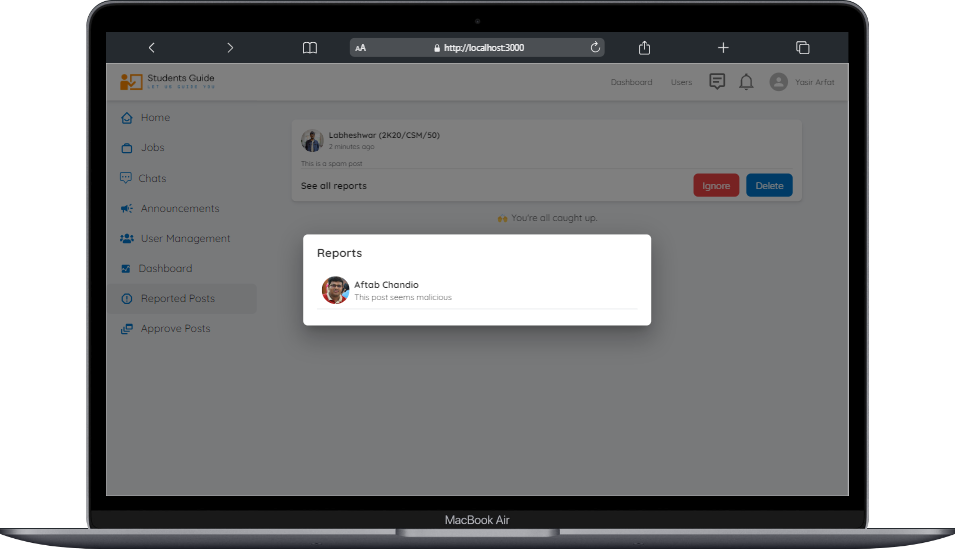 AA http://localhost:3000
Students Guide
LET US GUIDE YOU
Dashboard Users Yasir Arfat
Home
Jobs
Chats
Announcements
User Management
Dashboard
Reported Posts
Approve Posts
Labheshwar (2K20/CSM/50)
2 minutes ago
This is a spam post
See all reports
Ignore Delete
🙌 You're all caught up.
Reports
Aftab Chandio
This post seems malicious
MacBook Air